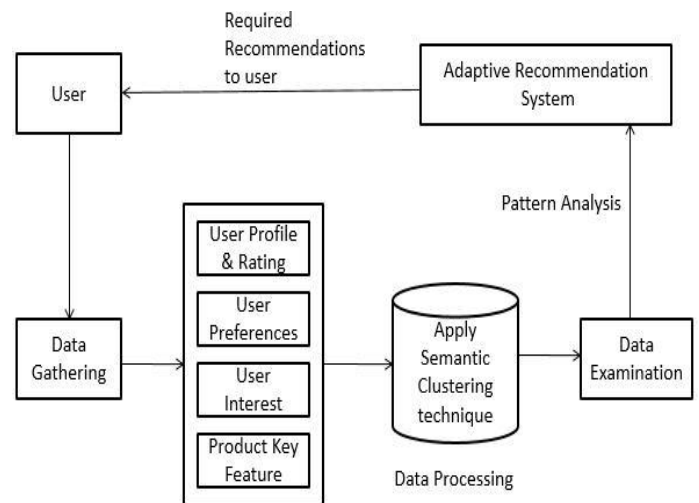 Required
Recommendations
to user
User
Adaptive Recommendation
System
Pattern Analysis
User Profile
& Rating
User
Preferences
User
Interest
Product Key
Feature
Data
Gathering
Apply
Semantic
Clustering
technique
Data
Examination
Data Processing